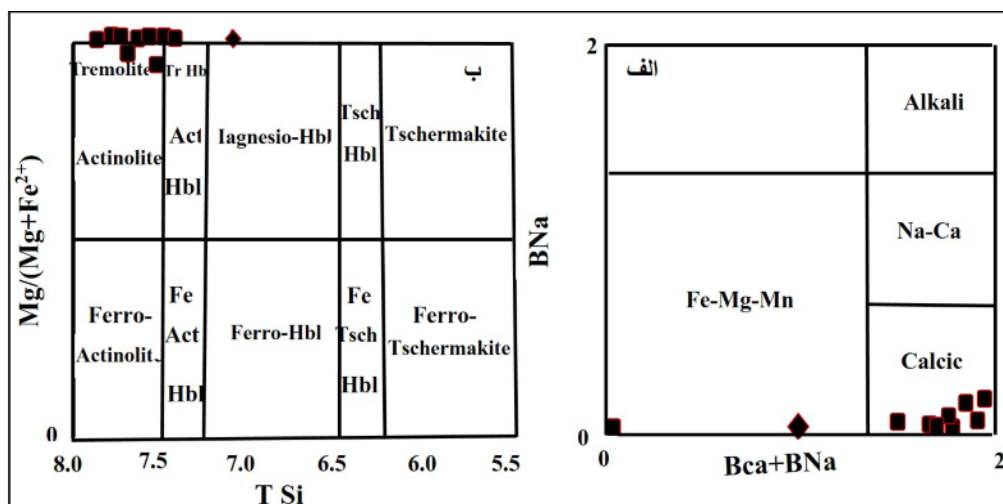 ب
Tremolite
Tr Hb
Actinolite
Act
Hbl
Iagnesio-Hbl
Tsch
Hbl
Tschermakite
Ferro-
Actinolit
Fe
Act
Hbl
Ferro-Hbl
Fe
Tsch
Hbl
Ferro-
Tschermakite
Mg/(Mg+Fe²⁺)
0
8.0 7.5 7.0 6.5 6.0 5.5
T Si
الف
2
Alkali
Na-Ca
Fe-Mg-Mn
Calcic
BNa
0
0 2
Bca+BNa